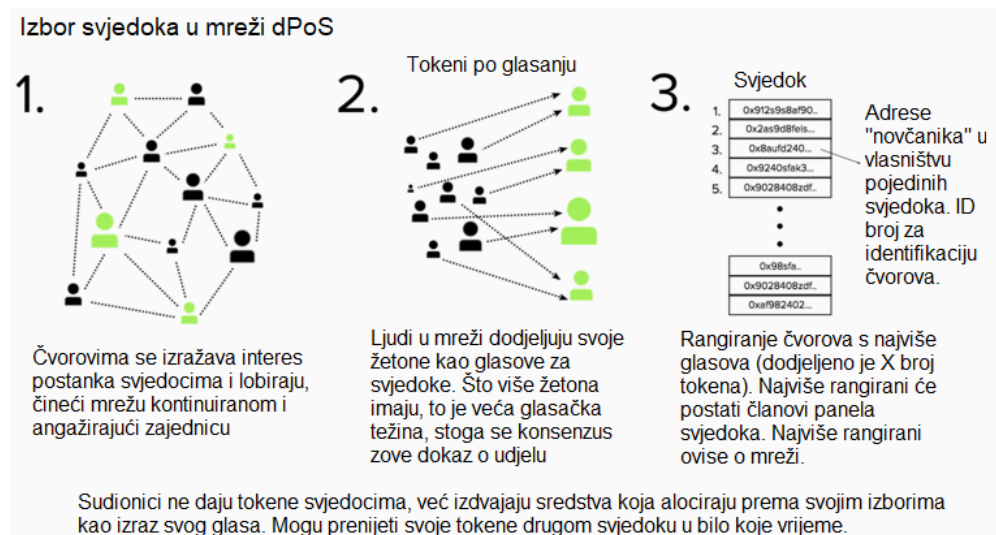 Izbor svjedoka u mreži dPoS
1.
2.
Tokeni po glasanju
3.
Svjedok
1. 0x912s9s8af90..
2. 0x2as9d8feis...
3. 0x8aufd240...
4. 0x9240sfak3...
5. 0x9028408zdf..
0x98sfa..
0x9028408zdf..
0xaf982402...
Adrese
"novčanika" u
vlasništvu
pojedinih
svjedoka. ID
broj za
identifikaciju
čvorova.
Čvorovima se izražava interes
postanka svjedocima i lobiraju,
čineći mrežu kontinuiranom i
angažirajući zajednicu
Ljudi u mreži dodjeljuju svoje
žetone kao glasove za
svjedoke. Što više žetona
imaju, to je veća glasačka
težina, stoga se konsenzus
zove dokaz o udjelu
Rangiranje čvorova s najviše
glasova (dodjeljeno je X broj
tokena). Najviše rangirani će
postati članovi panela
svjedoka. Najviše rangirani
ovise o mreži.
Sudionici ne daju tokene svjedocima, već izdvajaju sredstva koja alociraju prema svojim izborima
kao izraz svog glasa. Mogu prenijeti svoje tokene drugom svjedoku u bilo koje vrijeme.